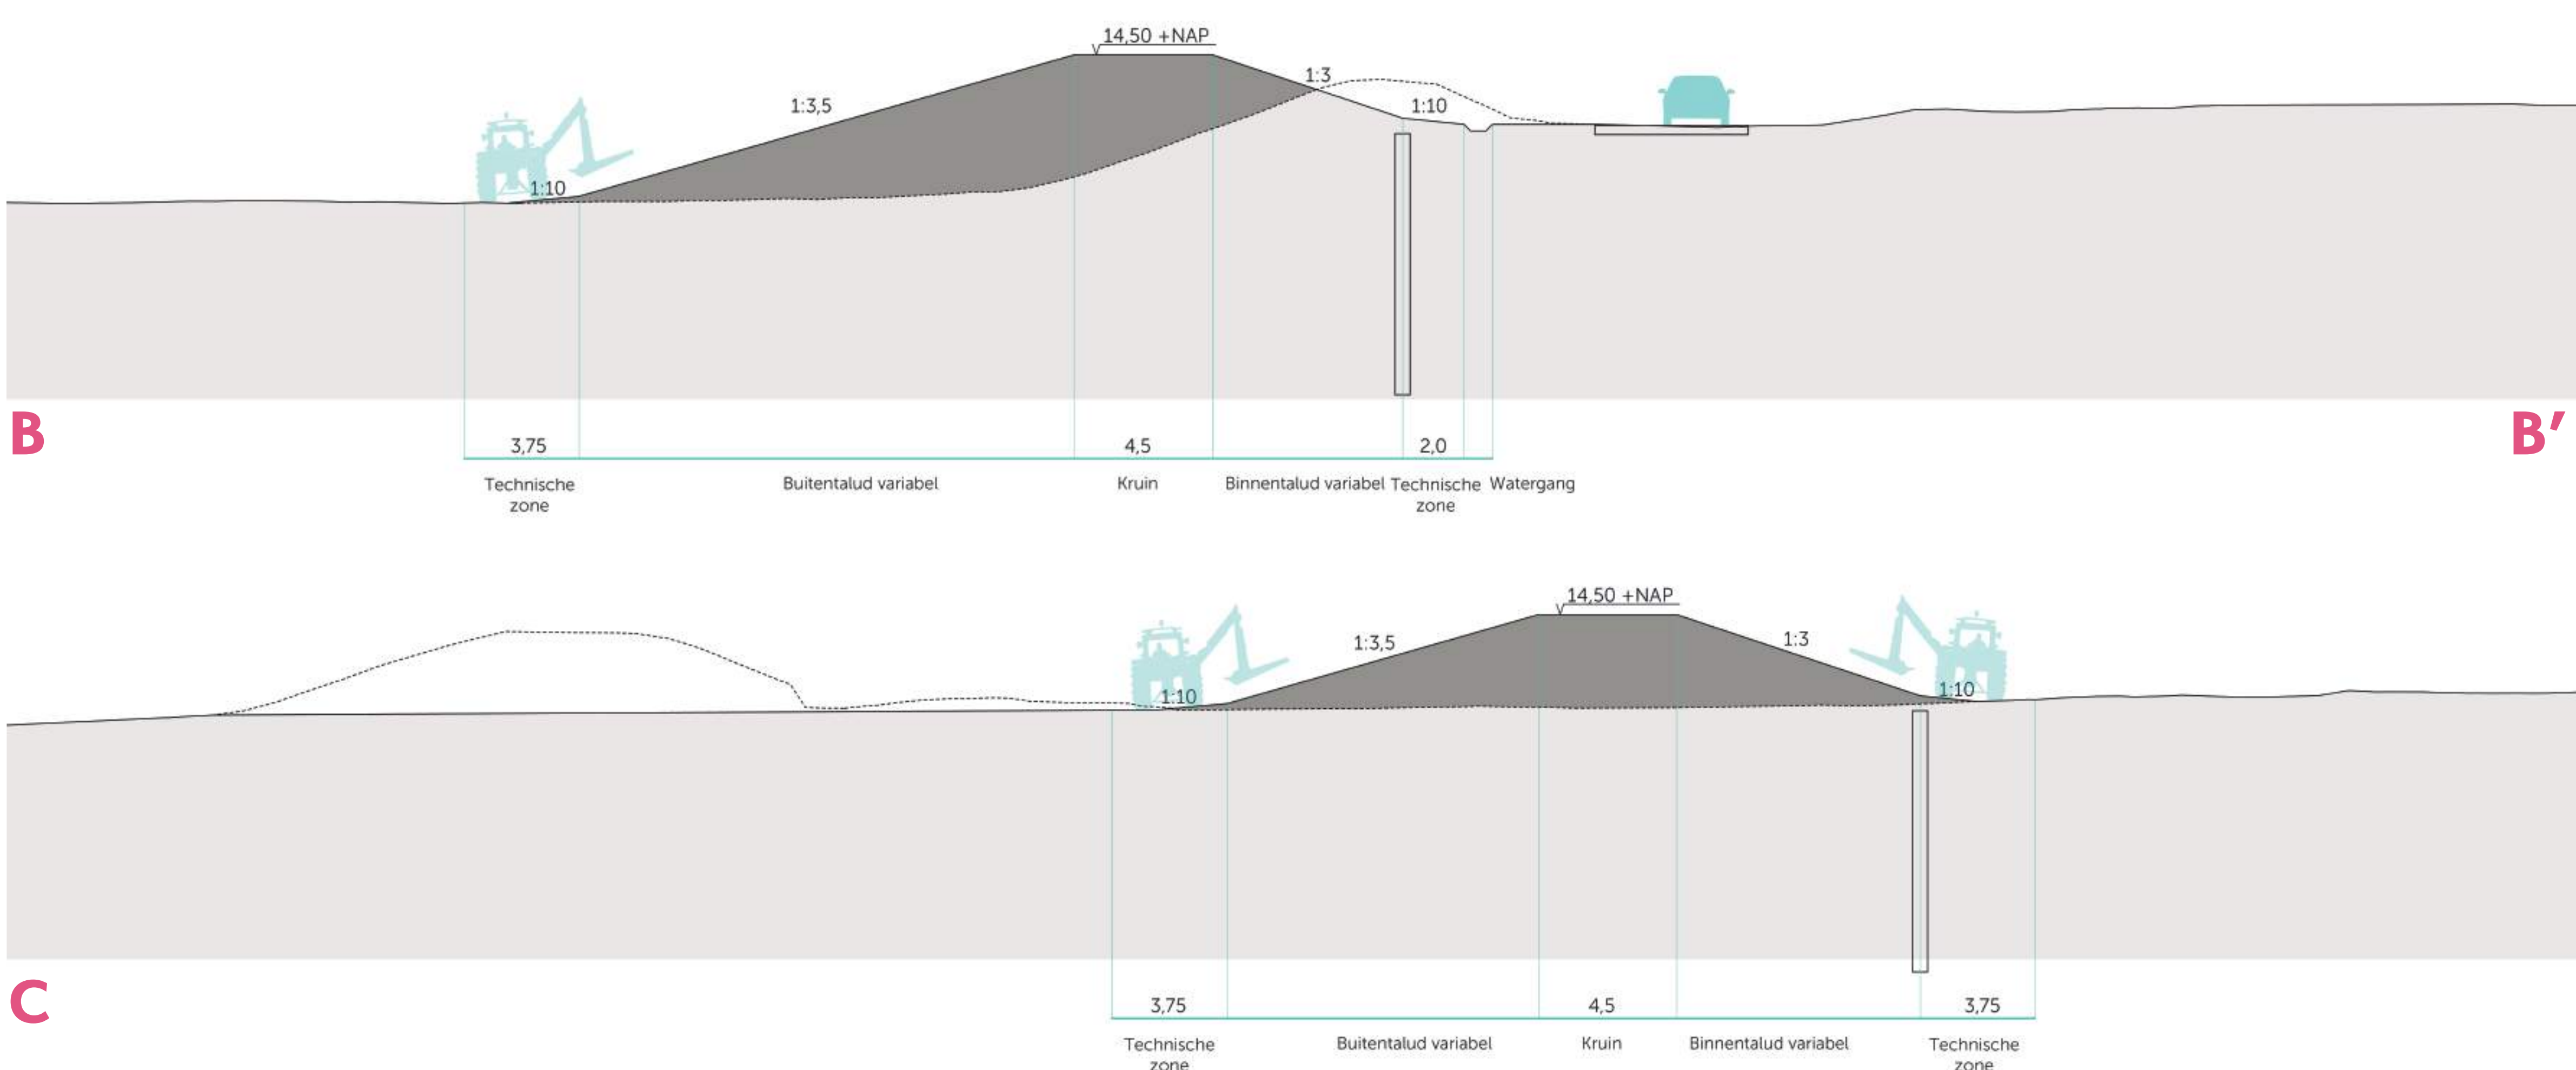 14,50 +NAP
1:3
1:3,5
1:10
1:10
B
B′
3,75
4,5
2,0
Technische
zone
Buitentalud variabel
Kruin
Binnentalud variabel
Technische
zone
Watergang
14,50 +NAP
1:3,5
1:3
1:10
1:10
C
3,75
4,5
3,75
Technische
zone
Buitentalud variabel
Kruin
Binnentalud variabel
Technische
zone